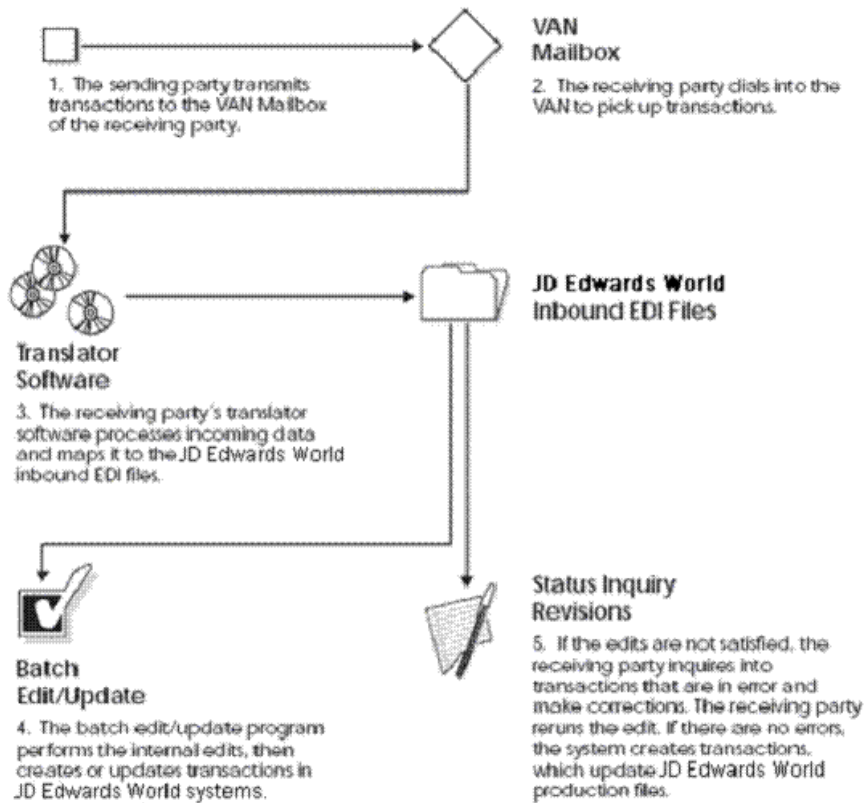 VAN
Mailbox
1. The sending party transmits
transactions to the VAN Mailbox
of the receiving party.
2. The receiving party dials into the
VAN to pick up transactions.
JD Edwards World
Inbound EDI Files
Translator
Software
3. The receiving party's translator
software processes incoming data
and maps it to the JD Edwards World
inbound EDI files.
Batch
Edit/Update
4. The batch edit/update program
performs the internal edits, then
creates or updates transactions in
JD Edwards World systems.
Status Inquiry
Revisions
5. If the edits are not satisfied, the
receiving party inquires into
transactions that are in error and
make corrections. The receiving party
reruns the edit. If there are no errors,
the system creates transactions,
which update JD Edwards World
production files.